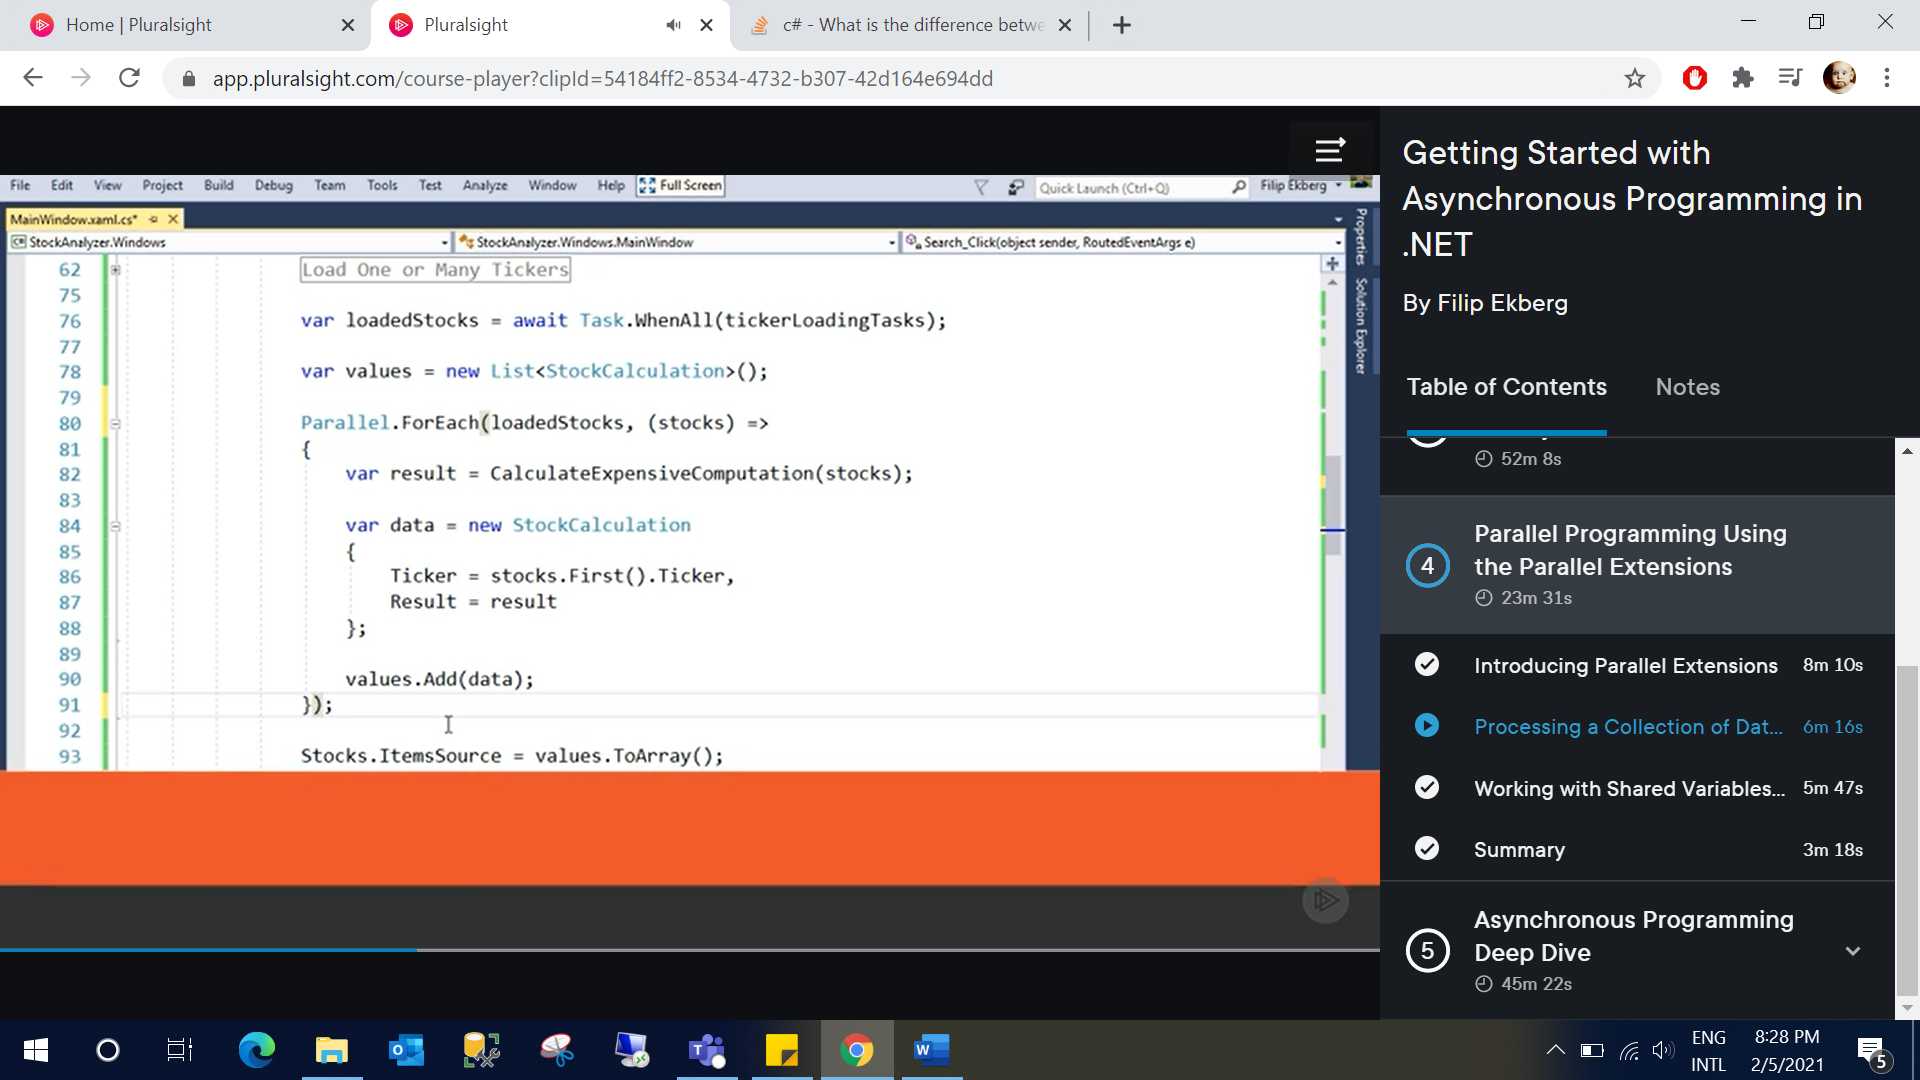 Home | Pluralsight
Pluralsight
c# - What is the difference betwe
app.pluralsight.com/course-player?clipId=54184ff2-8534-4732-b307-42d164e694dd
File Edit View Project Build Debug Team Tools Test Analyze Window Help Full Screen
Quick Launch (Ctrl+Q)
Filip Ekberg
MainWindow.xaml.cs*
StockAnalyzer.Windows
StockAnalyzer.Windows.MainWindow
Search_Click(object sender, RoutedEventArgs e)
Properties
Solution Explorer
62 Load One or Many Tickers
75
76 var loadedStocks = await Task.WhenAll(tickerLoadingTasks);
77
78 var values = new List<StockCalculation>();
79
80 Parallel.ForEach(loadedStocks, (stocks) =>
81 {
82 var result = CalculateExpensiveComputation(stocks);
83
84 var data = new StockCalculation
85 {
86 Ticker = stocks.First().Ticker,
87 Result = result
88 };
89
90 values.Add(data);
91 });
92
93 Stocks.ItemsSource = values.ToArray();
Getting Started with
Asynchronous Programming in
.NET
By Filip Ekberg
Table of Contents
Notes
52m 8s
4
Parallel Programming Using
the Parallel Extensions
23m 31s
Introducing Parallel Extensions 8m 10s
Processing a Collection of Dat... 6m 16s
Working with Shared Variables... 5m 47s
Summary 3m 18s
5
Asynchronous Programming
Deep Dive
45m 22s
ENG
INTL
8:28 PM
2/5/2021
5